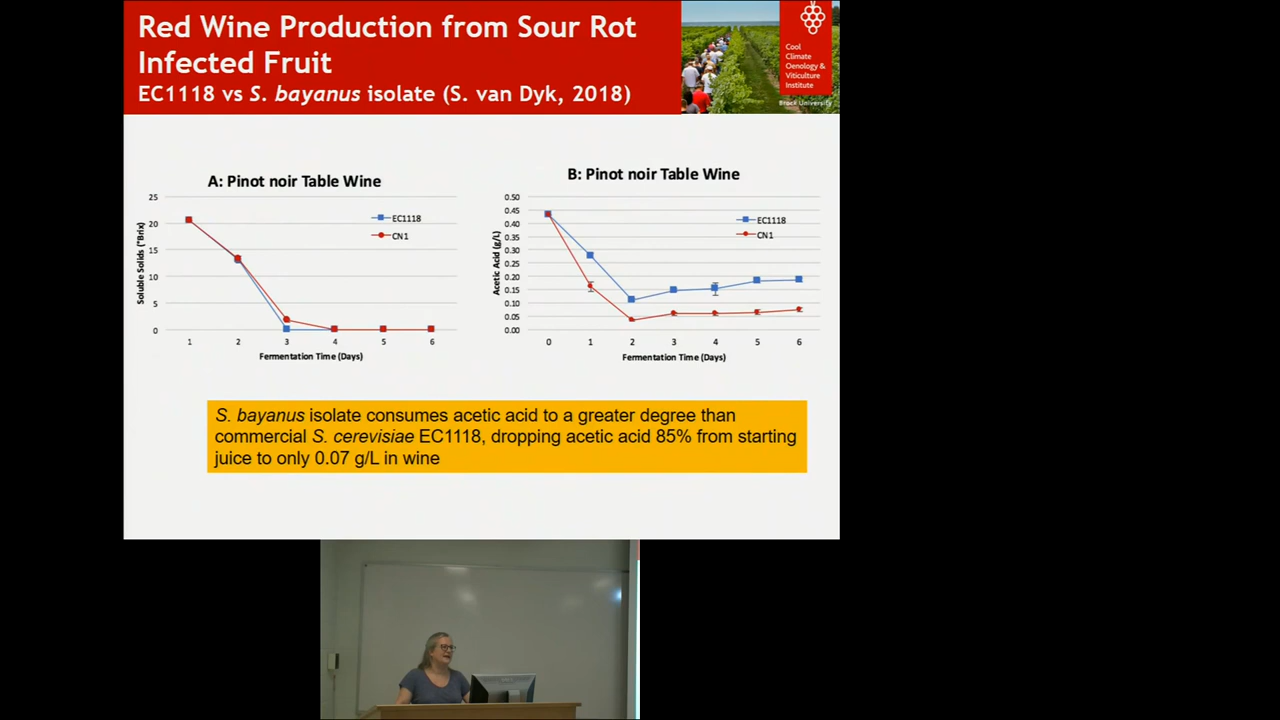 Red Wine Production from Sour Rot
Infected Fruit
EC1118 vs S. bayanus isolate (S. van Dyk, 2018)
Cool
Climate
Oenology &
Viticulture
Institute
Brock University
A: Pinot noir Table Wine
25
20
15
10
5
0
Soluble Solids (°Brix)
EC1118
CN1
1 2 3 4 5 6
Fermentation Time (Days)
B: Pinot noir Table Wine
0.50
0.45
0.40
0.35
0.30
0.25
0.20
0.15
0.10
0.05
0.00
Acetic Acid (g/L)
EC1118
CN1
0 1 2 3 4 5 6
Fermentation Time (Days)
S. bayanus isolate consumes acetic acid to a greater degree than
commercial S. cerevisiae EC1118, dropping acetic acid 85% from starting
juice to only 0.07 g/L in wine